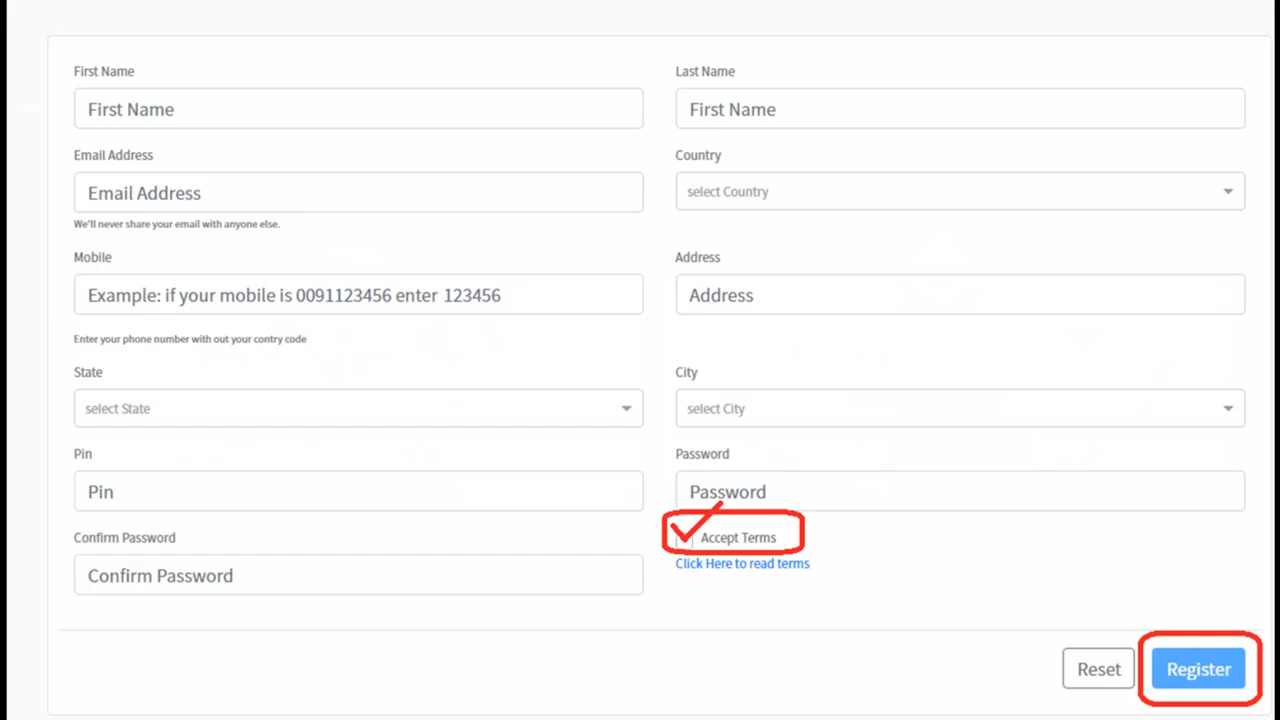 First Name
Last Name
First Name
First Name
Email Address
Country
Email Address
select Country
We'll never share your email with anyone else.
Mobile
Address
Example: if your mobile is 0091123456 enter 123456
Address
Enter your phone number with out your contry code
State
City
select State
select City
Pin
Password
Pin
Password
Confirm Password
Accept Terms
Confirm Password
Click Here to read terms
Reset
Register